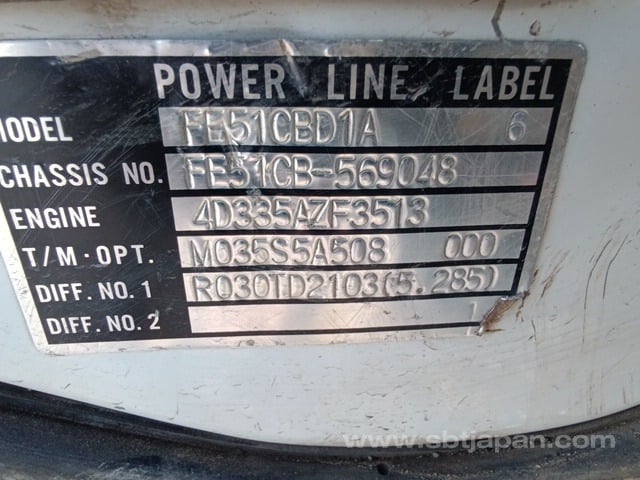 POWER LINE LABEL
MODEL FE51CBD1A 6
CHASSIS NO. FE51CB-569048
ENGINE 4D335AZF3513
T/M·OPT. M035S5A508 000
DIFF. NO. 1 R030TD2103(5.285)
DIFF. NO. 2 1
www.sbtjapan.com